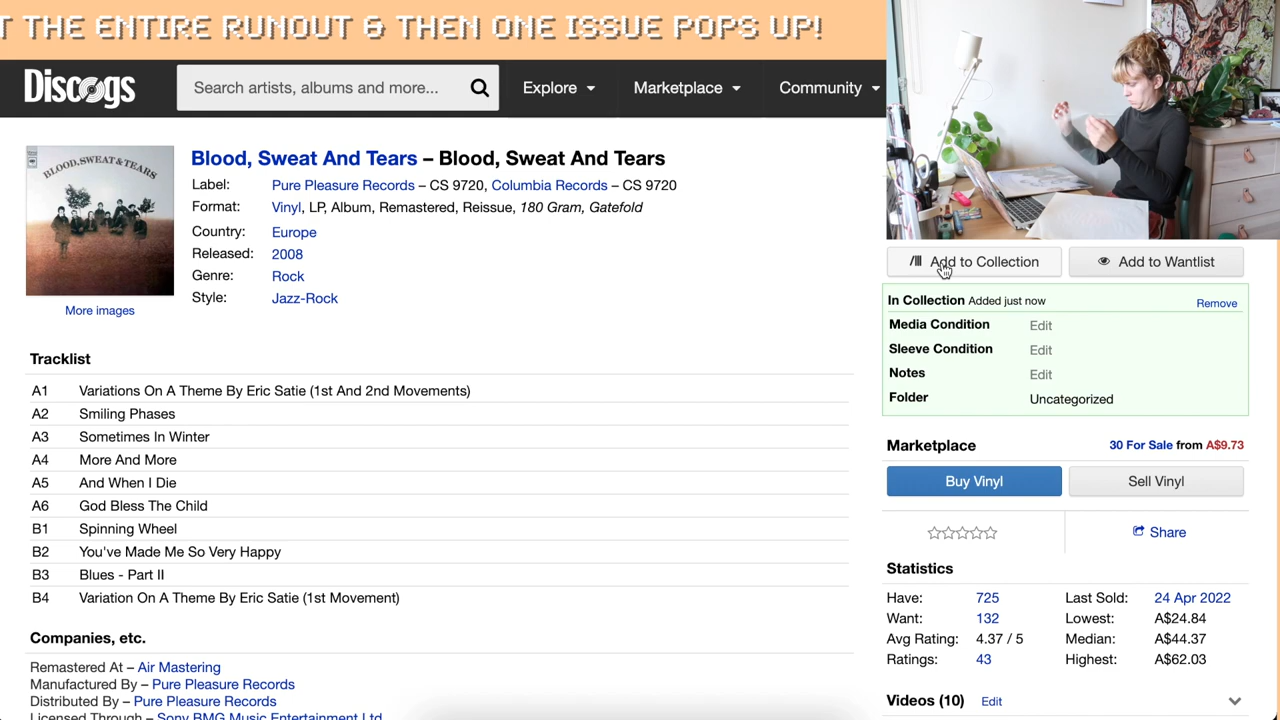 T THE ENTIRE RUNOUT & THEN ONE ISSUE POPS UP!
Discogs
Search artists, albums and more...
Explore
Marketplace
Community
BLOOD, SWEAT & TEARS
Blood, Sweat And Tears – Blood, Sweat And Tears
Label: Pure Pleasure Records – CS 9720, Columbia Records – CS 9720
Format: Vinyl, LP, Album, Remastered, Reissue, 180 Gram, Gatefold
Country: Europe
Released: 2008
Genre: Rock
Style: Jazz-Rock
More images
Add to Collection
Add to Wantlist
In Collection Added just now
Remove
Media Condition Edit
Sleeve Condition Edit
Notes Edit
Folder Uncategorized
Tracklist
A1 Variations On A Theme By Eric Satie (1st And 2nd Movements)
A2 Smiling Phases
A3 Sometimes In Winter
A4 More And More
A5 And When I Die
A6 God Bless The Child
B1 Spinning Wheel
B2 You've Made Me So Very Happy
B3 Blues - Part II
B4 Variation On A Theme By Eric Satie (1st Movement)
Marketplace 30 For Sale from A$9.73
Buy Vinyl
Sell Vinyl
Share
Statistics
Have: 725 Last Sold: 24 Apr 2022
Want: 132 Lowest: A$24.84
Avg Rating: 4.37 / 5 Median: A$44.37
Ratings: 43 Highest: A$62.03
Videos (10) Edit
Companies, etc.
Remastered At – Air Mastering
Manufactured By – Pure Pleasure Records
Distributed By – Pure Pleasure Records
Licensed Through – Sony BMG Music Entertainment Ltd.